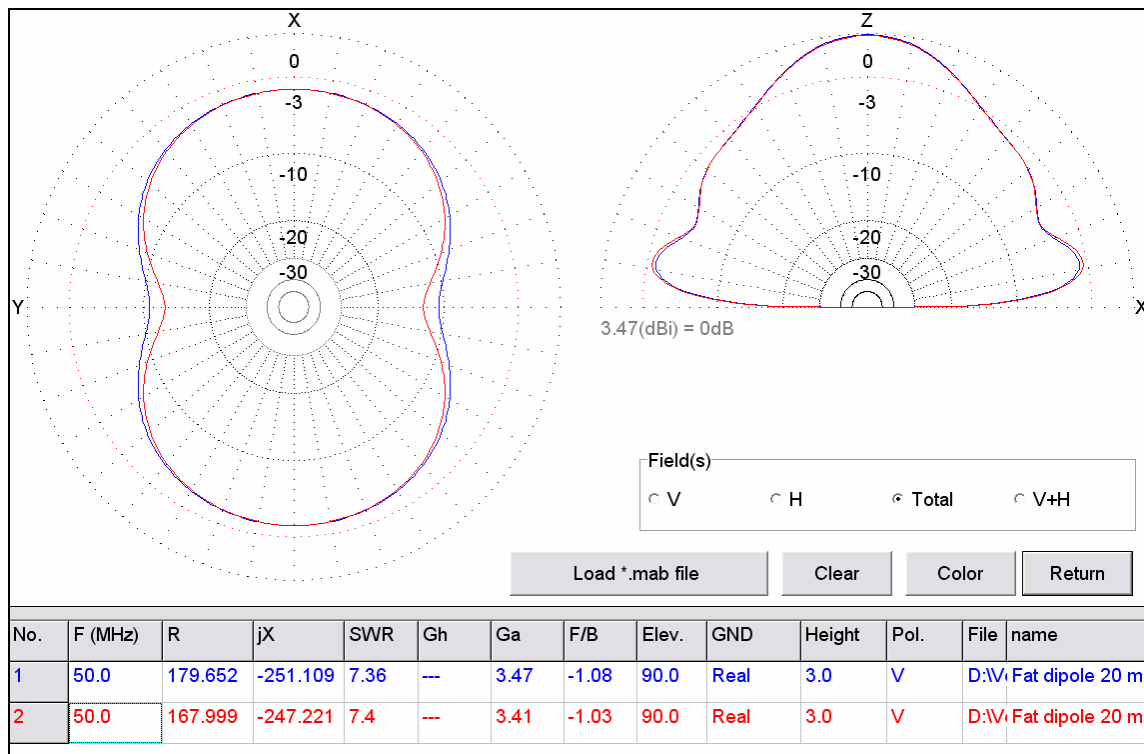 X
0
-3
-10
-20
-30
Y
Z
0
-3
-10
-20
-30
X
3.47(dBi) = 0dB
Field(s)
V H Total V+H
Load *.mab file Clear Color Return
No. F (MHz) R jX SWR Gh Ga F/B Elev. GND Height Pol. File name
1 50.0 179.652 -251.109 7.36 --- 3.47 -1.08 90.0 Real 3.0 V D:\V Fat dipole 20 m
2 50.0 167.999 -247.221 7.4 --- 3.41 -1.03 90.0 Real 3.0 V D:\V Fat dipole 20 m